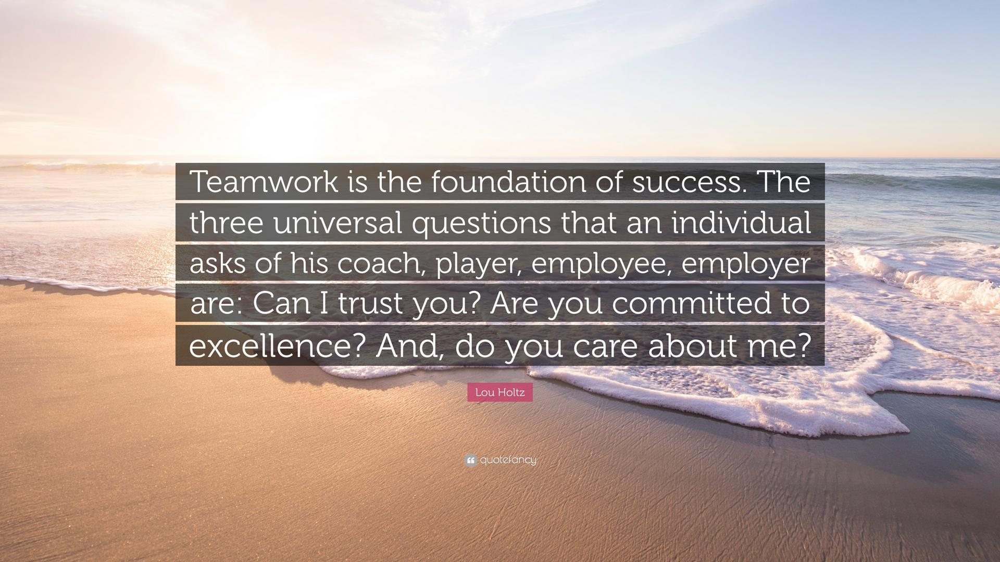 Teamwork is the foundation of success. The
three universal questions that an individual
asks of his coach, player, employee, employer
are: Can I trust you? Are you committed to
excellence? And, do you care about me?
Lou Holtz
quotefancy